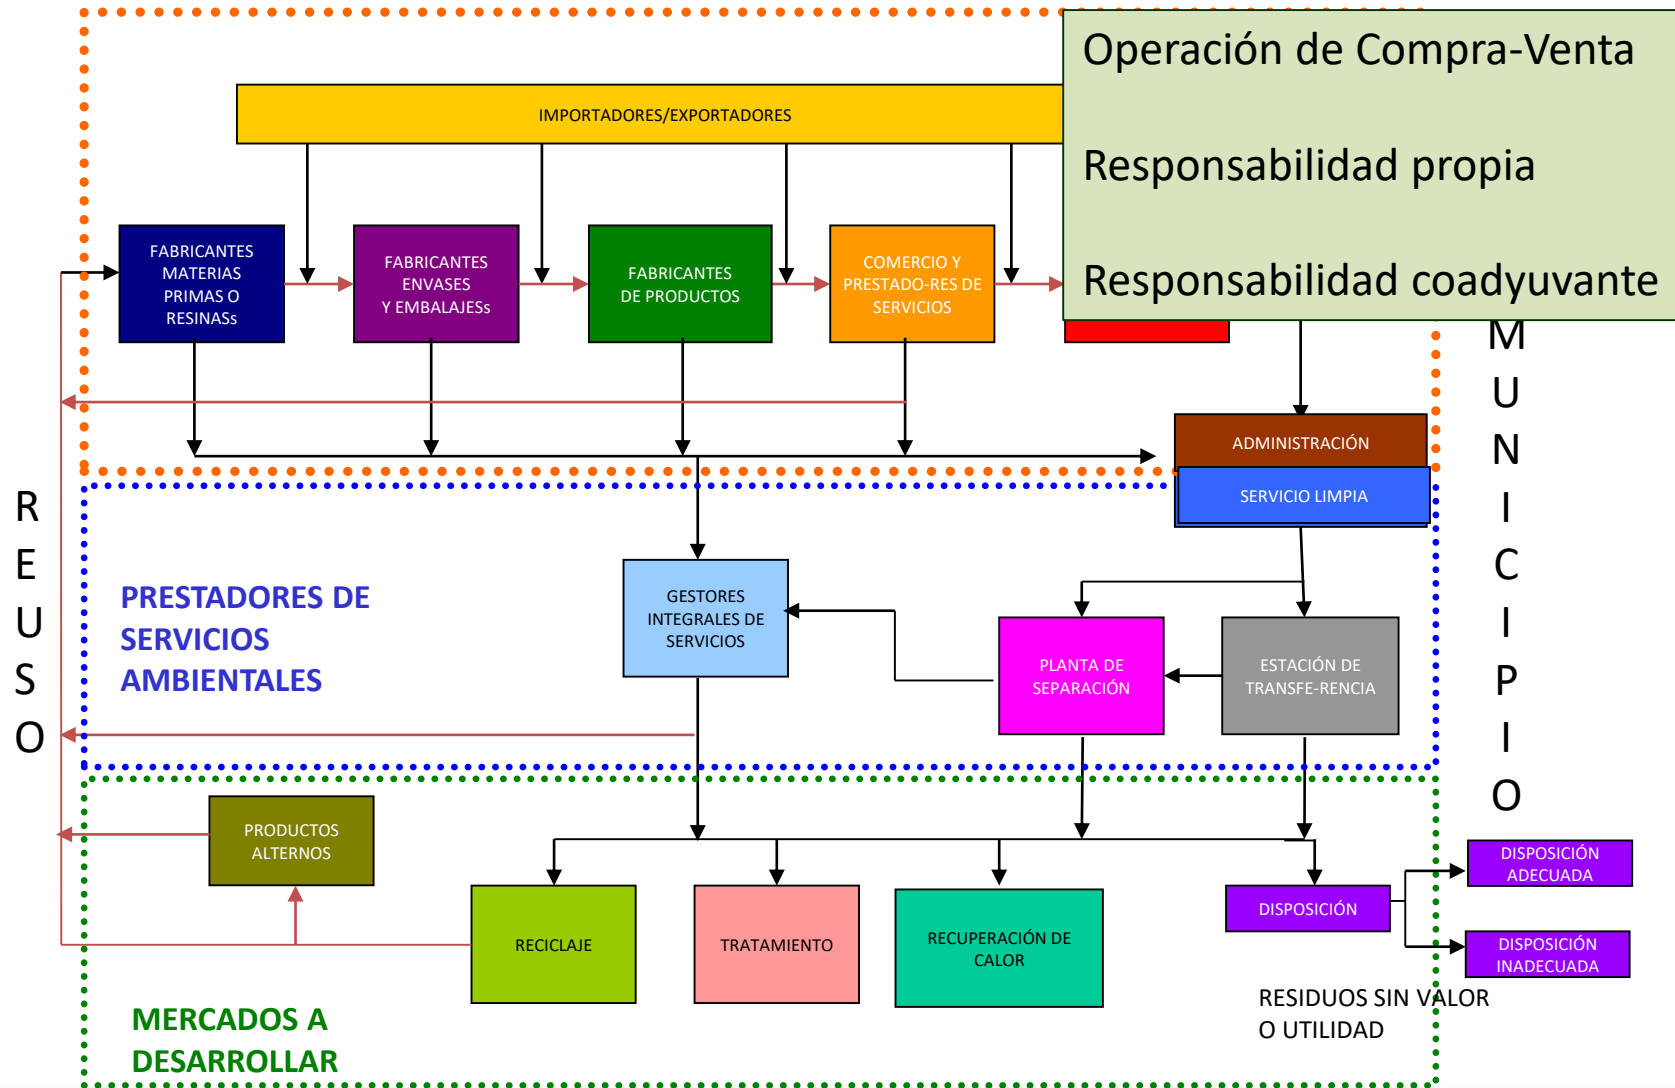 Operación de Compra-Venta
Responsabilidad propia
Responsabilidad coadyuvante
IMPORTADORES/EXPORTADORES
FABRICANTES
MATERIAS
PRIMAS O
RESINASs
FABRICANTES
ENVASES
Y EMBALAJESs
FABRICANTES
DE PRODUCTOS
COMERCIO Y
PRESTADO-RES DE
SERVICIOS
ADMINISTRACIÓN
SERVICIO LIMPIA
R
E
U
S
O
M
U
N
I
C
I
P
I
O
PRESTADORES DE
SERVICIOS
AMBIENTALES
GESTORES
INTEGRALES DE
SERVICIOS
PLANTA DE
SEPARACIÓN
ESTACIÓN DE
TRANSFE-RENCIA
PRODUCTOS
ALTERNOS
RECICLAJE
TRATAMIENTO
RECUPERACIÓN DE
CALOR
DISPOSICIÓN
DISPOSICIÓN
ADECUADA
DISPOSICIÓN
INADECUADA
RESIDUOS SIN VALOR
O UTILIDAD
MERCADOS A
DESARROLLAR